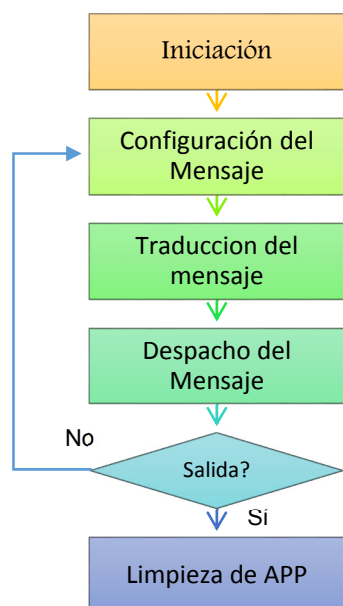 Iniciación
Configuración del
Mensaje
Traduccion del
mensaje
Despacho del
Mensaje
No
Salida?
Sí
Limpieza de APP